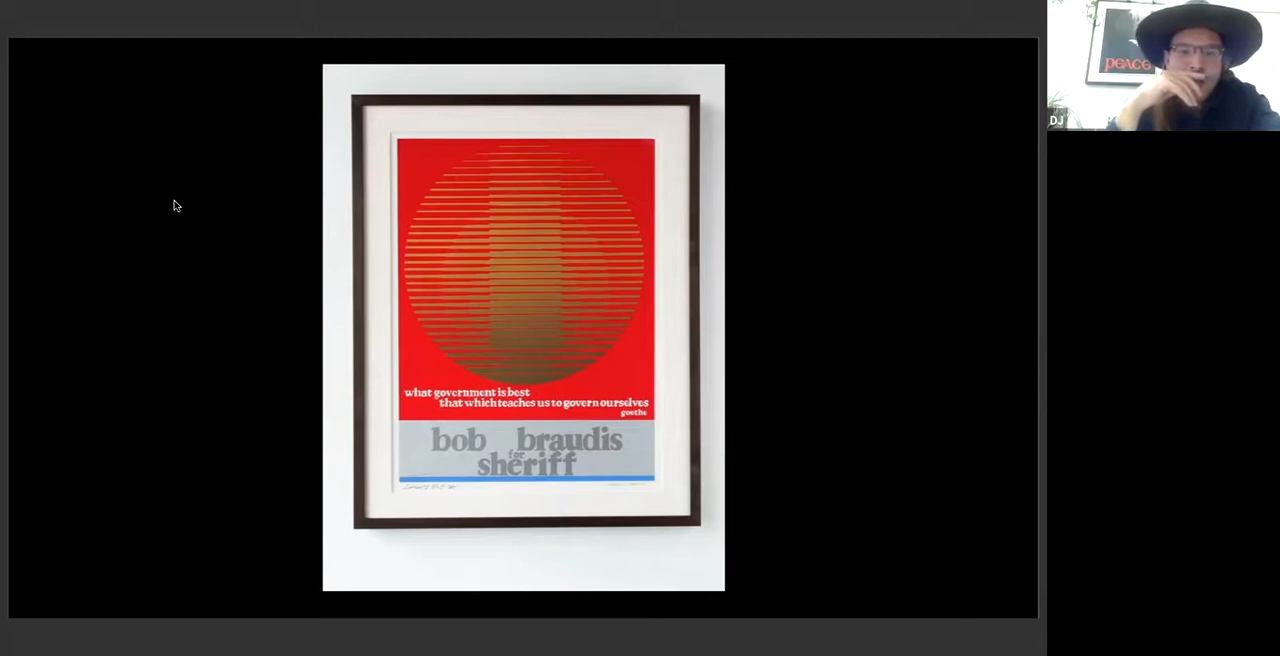 what government is best
that which teaches us to govern ourselves
goethe
bob braudis
for
sheriff
peace
DJ